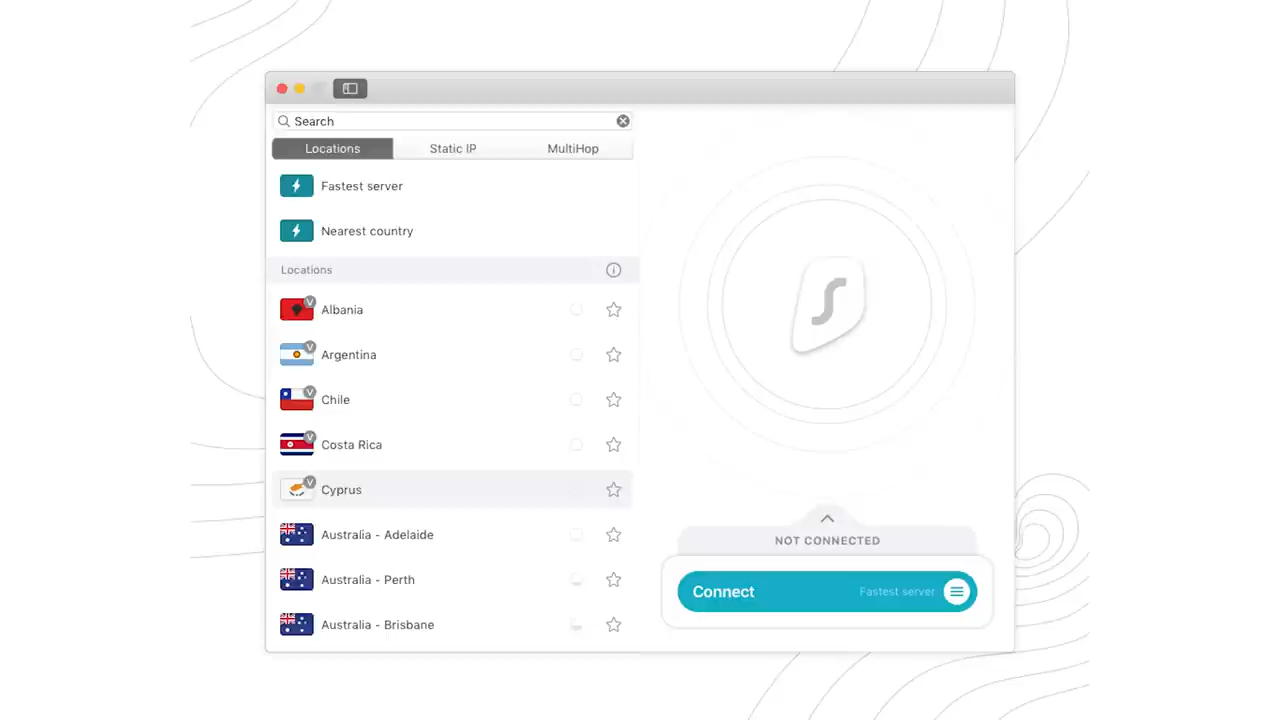 Search
Locations Static IP MultiHop
Fastest server
Nearest country
Locations
V Albania
V Argentina
V Chile
V Costa Rica
V Cyprus
Australia - Adelaide
Australia - Perth
Australia - Brisbane
NOT CONNECTED
Connect Fastest server